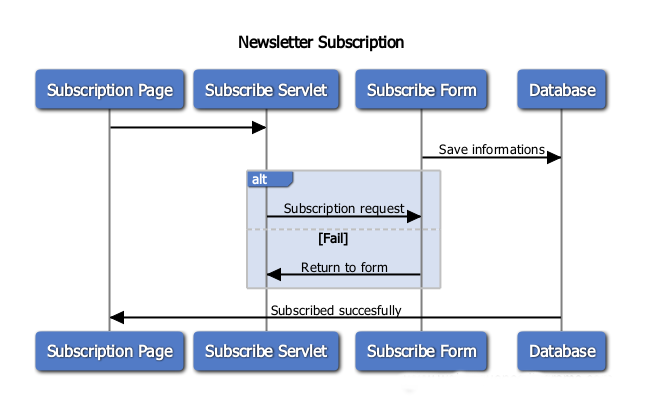 Newsletter Subscription
Subscription Page
Subscribe Servlet
Subscribe Form
Database
Save informations
alt
Subscription request
[Fail]
Return to form
Subscribed succesfully
Subscription Page
Subscribe Servlet
Subscribe Form
Database